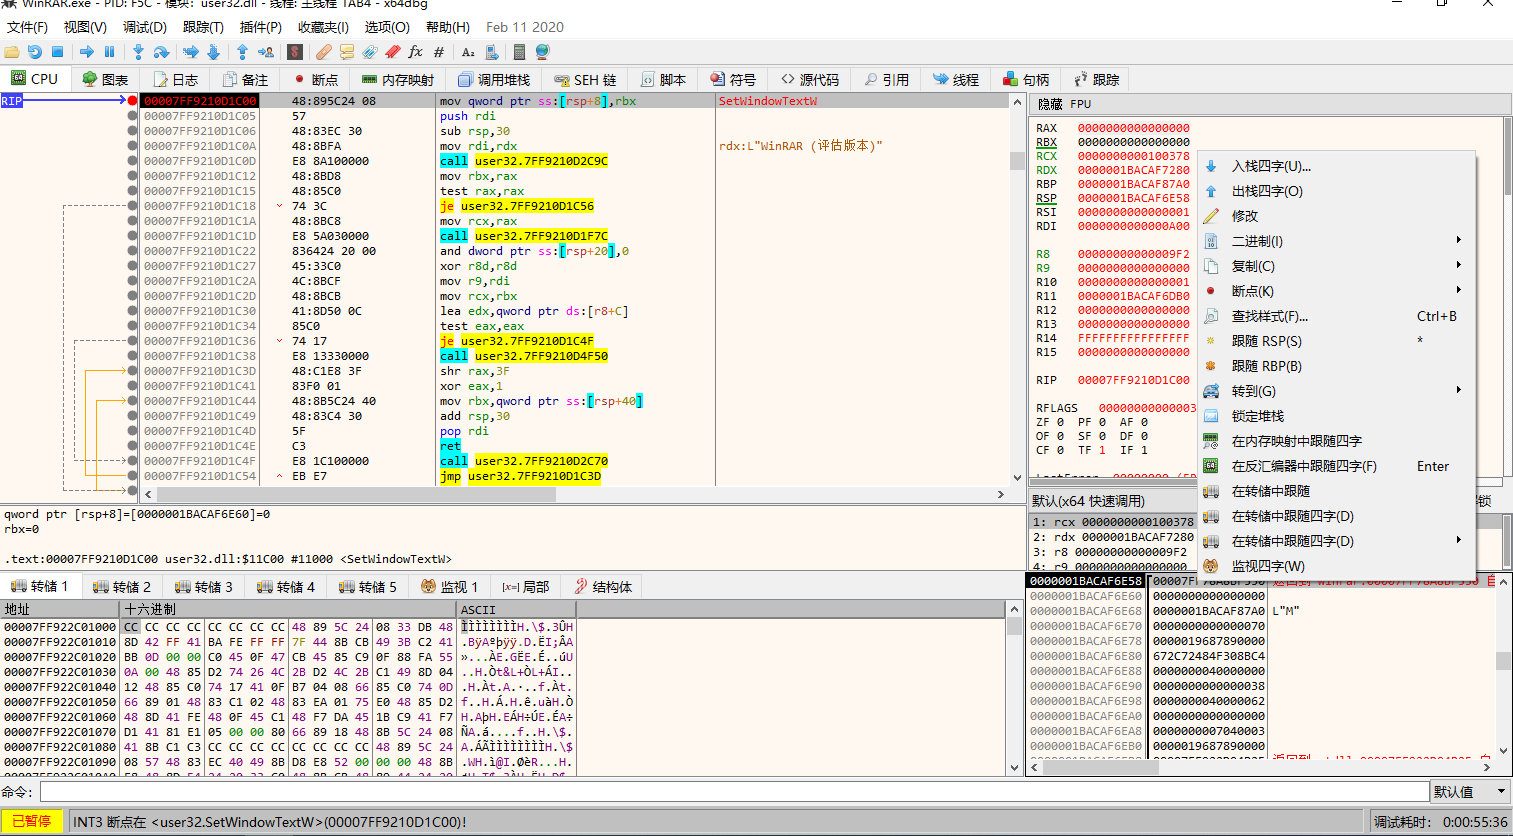 WinRAR.exe - PID: F5C - 模块: user32.dll - 线程: 主线程 TAB4 - x64dbg
文件(F) 视图(V) 调试(D) 跟踪(T) 插件(P) 收藏夹(I) 选项(O) 帮助(H) Feb 11 2020
CPU 图表 日志 备注 断点 内存映射 调用堆栈 SEH 链 脚本 符号 源代码 引用 线程 句柄 跟踪
RIP 00007FF9210D1C00 48:895C24 08 mov qword ptr ss:[rsp+8],rbx SetWindowTextW
00007FF9210D1C05 57 push rdi
00007FF9210D1C06 48:83EC 30 sub rsp,30
00007FF9210D1C0A 48:8BFA mov rdi,rdx rdx:L"WinRAR (评估版本)"
00007FF9210D1C0D E8 8A100000 call user32.7FF9210D2C9C
00007FF9210D1C12 48:8BD8 mov rbx,rax
00007FF9210D1C15 48:85C0 test rax,rax
00007FF9210D1C18 74 3C je user32.7FF9210D1C56
00007FF9210D1C1A 48:8BC8 mov rcx,rax
00007FF9210D1C1D E8 5A030000 call user32.7FF9210D1F7C
00007FF9210D1C22 836424 20 00 and dword ptr ss:[rsp+20],0
00007FF9210D1C27 45:33C0 xor r8d,r8d
00007FF9210D1C2A 4C:8BCF mov r9,rdi
00007FF9210D1C2D 48:8BCB mov rcx,rbx
00007FF9210D1C30 41:8D50 0C lea edx,qword ptr ds:[r8+C]
00007FF9210D1C34 85C0 test eax,eax
00007FF9210D1C36 74 17 je user32.7FF9210D1C4F
00007FF9210D1C38 E8 13330000 call user32.7FF9210D4F50
00007FF9210D1C3D 48:C1E8 3F shr rax,3F
00007FF9210D1C41 83F0 01 xor eax,1
00007FF9210D1C44 48:8B5C24 40 mov rbx,qword ptr ss:[rsp+40]
00007FF9210D1C49 48:83C4 30 add rsp,30
00007FF9210D1C4D 5F pop rdi
00007FF9210D1C4E C3 ret
00007FF9210D1C4F E8 1C100000 call user32.7FF9210D2C70
00007FF9210D1C54 EB E7 jmp user32.7FF9210D1C3D
隐藏 FPU
RAX 0000000000000000
RBX 0000000000000000
RCX 0000000000100378
RDX 0000001BACAF7280
RBP 0000001BACAF87A0
RSP 0000001BACAF6E58
RSI 0000000000000001
RDI 0000000000000A00
R8 00000000000009F2
R9 0000000000000000
R10 0000000000000001
R11 0000001BACAF6DB0
R12 0000000000000000
R13 0000000000000000
R14 FFFFFFFFFFFFFFFF
R15 0000000000000000
RIP 00007FF9210D1C00
RFLAGS 00000000000003
ZF 0 PF 0 AF 0
OF 0 SF 0 DF 0
CF 0 TF 1 IF 1
入栈四字(U)...
出栈四字(O)
修改
二进制(I)
复制(C)
断点(K)
查找样式(F)... Ctrl+B
跟随 RSP(S) *
跟随 RBP(B)
转到(G)
锁定堆栈
在内存映射中跟随四字
在反汇编器中跟随四字(F) Enter
在转储中跟随
在转储中跟随四字(D)
在转储中跟随四字(D)
监视四字(W)
默认(x64 快速调用) 锁
1: rcx 0000000000100378
2: rdx 0000001BACAF7280
3: r8 00000000000009F2
4: r9 0000000000000000
qword ptr [rsp+8]=[0000001BACAF6E60]=0
rbx=0
.text:00007FF9210D1C00 user32.dll:$11C00 #11000 <SetWindowTextW>
转储 1 转储 2 转储 3 转储 4 转储 5 监视 1 [x=] 局部 结构体
地址 十六进制 ASCII
00007FF922C01000 CC CC CC CC CC CC CC CC 48 89 5C 24 08 33 DB 48 ÌÌÌÌÌÌÌÌH.\$.3ÛH
00007FF922C01010 8D 42 FF 41 BA FE FF FF 7F 44 8B CB 49 3B C2 41 .BÿAºþÿÿ.D.ËI;ÂA
00007FF922C01020 BB 0D 00 00 C0 45 0F 47 CB 45 85 C9 0F 88 FA 55 »...ÀE.GËE.É..úU
00007FF922C01030 0A 00 48 85 D2 74 26 4C 2B D2 4C 2B C1 49 8D 04 ..H.Òt&L+ÒL+ÁI..
00007FF922C01040 12 48 85 C0 74 17 41 0F B7 04 08 66 85 C0 74 0D .H.Àt.A.·..f.Àt.
00007FF922C01050 66 89 01 48 83 C1 02 48 83 EA 01 75 E0 48 85 D2 f..H.Á.H.ê.uàH.Ò
00007FF922C01060 48 8D 41 FE 48 0F 45 C1 48 F7 DA 45 1B C9 41 F7 H.AþH.EÁH÷ÚE.ÉA÷
00007FF922C01070 D1 41 81 E1 05 00 00 80 66 89 18 48 8B 5C 24 08 ÑA.á....f..H.\$.
00007FF922C01080 41 8B C1 C3 CC CC CC CC CC CC CC CC 48 89 5C 24 A.ÁÃÌÌÌÌÌÌÌÌH.\$
00007FF922C01090 08 57 48 83 EC 40 49 8B D8 E8 52 00 00 00 48 8B .WH.ì@I.ØèR...H.
0000001BACAF6E58
0000001BACAF6E60 0000000000000000
0000001BACAF6E68 0000001BACAF87A0 L"M"
0000001BACAF6E70 0000000000000070
0000001BACAF6E78 0000019687890000
0000001BACAF6E80 672C72484F308BC4
0000001BACAF6E88 0000000040000000
0000001BACAF6E90 0000000000000038
0000001BACAF6E98 0000000040000062
0000001BACAF6EA0 0000000000000000
0000001BACAF6EA8 0000000007040003
0000001BACAF6EB0 0000019687890000
命令: 默认值
已暂停 INT3 断点在 <user32.SetWindowTextW>(00007FF9210D1C00)! 调试耗时: 0:00:55:36